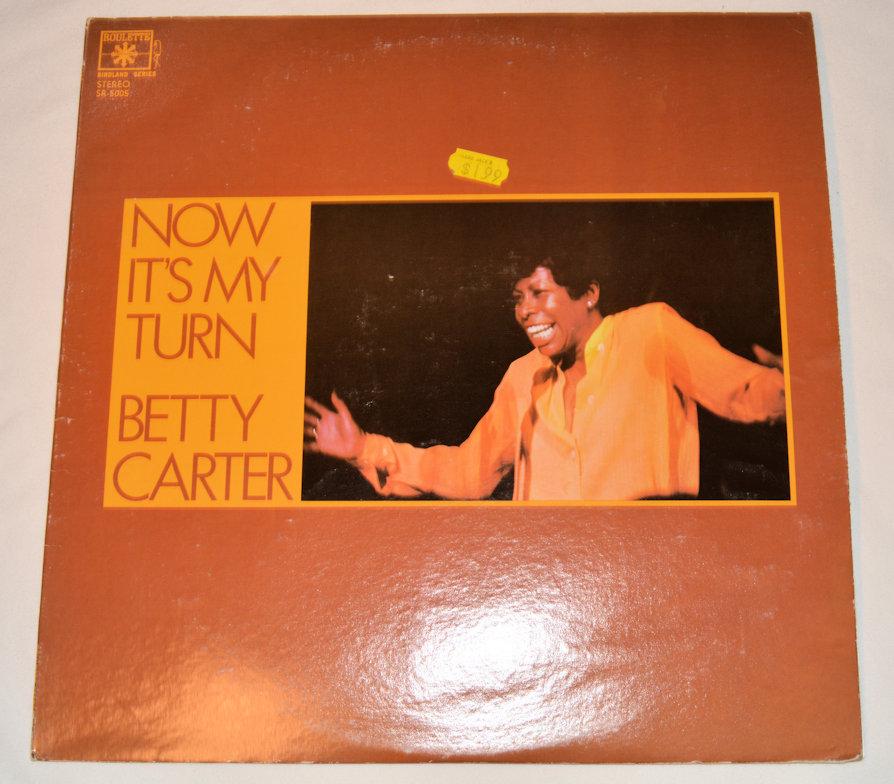 ROULETTE
BIRDLAND SERIES
STEREO
SR-5005
$1.99
NOW
IT'S MY
TURN
BETTY
CARTER